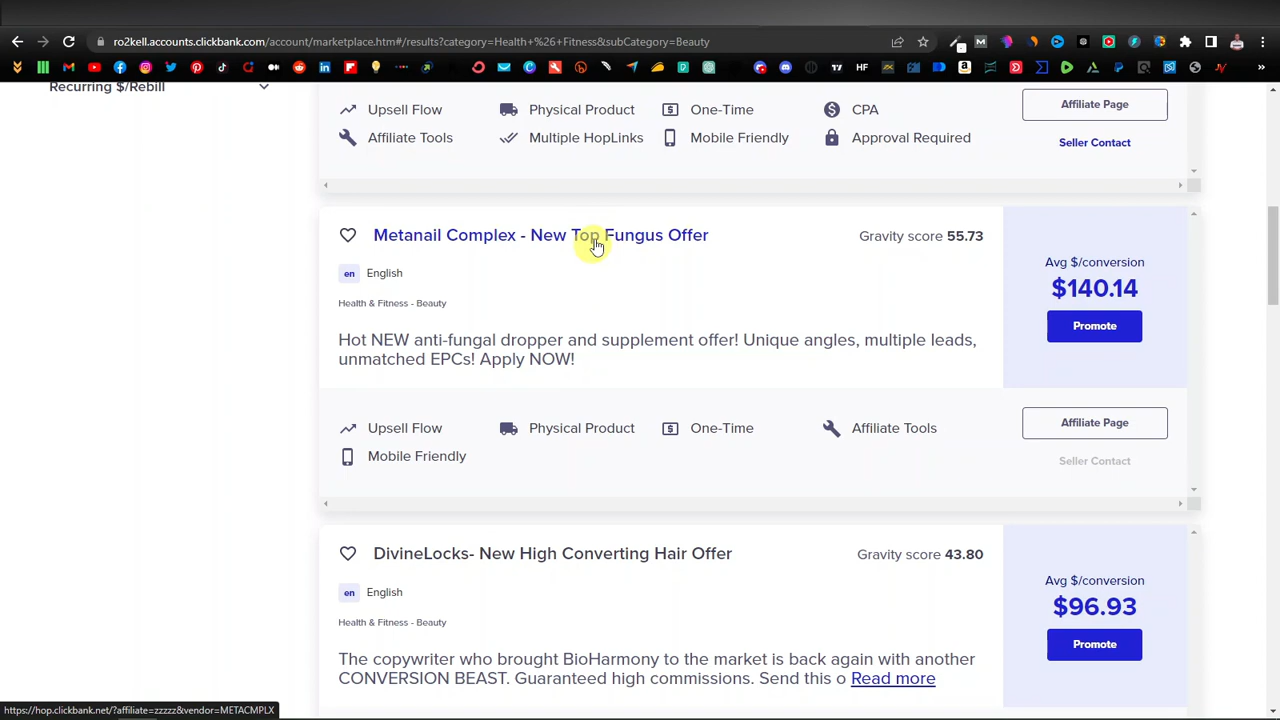 ro2kell.accounts.clickbank.com/account/marketplace.htm#/results?category=Health+%26+Fitness&subCategory=Beauty
HF
Recurring $/Rebill
Upsell Flow Physical Product One-Time CPA Affiliate Page
Affiliate Tools Multiple HopLinks Mobile Friendly Approval Required Seller Contact
Metanail Complex - New Top Fungus Offer Gravity score 55.73
en English
Health & Fitness - Beauty
Hot NEW anti-fungal dropper and supplement offer! Unique angles, multiple leads,
unmatched EPCs! Apply NOW!
Avg $/conversion
$140.14
Promote
Upsell Flow Physical Product One-Time Affiliate Tools Affiliate Page
Mobile Friendly Seller Contact
DivineLocks- New High Converting Hair Offer Gravity score 43.80
en English
Health & Fitness - Beauty
The copywriter who brought BioHarmony to the market is back again with another
CONVERSION BEAST. Guaranteed high commissions. Send this o Read more
Avg $/conversion
$96.93
Promote
https://hop.clickbank.net/?affiliate=zzzzz&vendor=METACMPLX